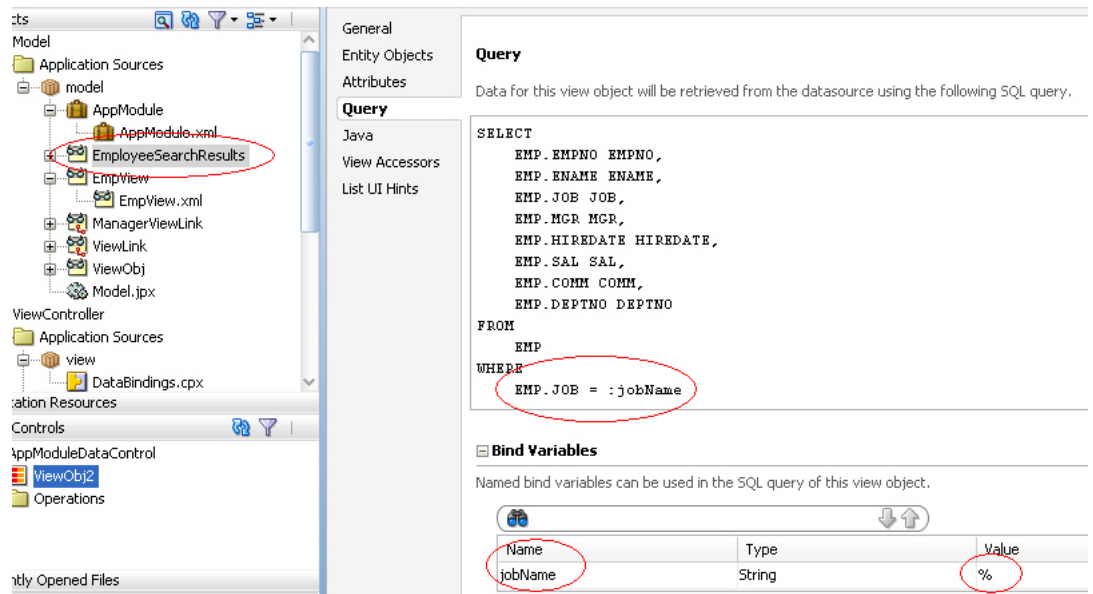 cts
Model
Application Sources
model
AppModule
AppModule.xml
EmployeeSearchResults
EmpView
EmpView.xml
ManagerViewLink
ViewLink
ViewObj
Model.jpx
ViewController
Application Sources
view
DataBindings.cpx
ation Resources
Controls
AppModuleDataControl
ViewObj2
Operations
ntly Opened Files
General
Entity Objects
Attributes
Query
Java
View Accessors
List UI Hints
Query
Data for this view object will be retrieved from the datasource using the following SQL query.
SELECT
EMP.EMPNO EMPNO,
EMP.ENAME ENAME,
EMP.JOB JOB,
EMP.MGR MGR,
EMP.HIREDATE HIREDATE,
EMP.SAL SAL,
EMP.COMM COMM,
EMP.DEPTNO DEPTNO
FROM
EMP
WHERE
EMP.JOB = :jobName
Bind Variables
Named bind variables can be used in the SQL query of this view object.
Name Type Value
jobName String %